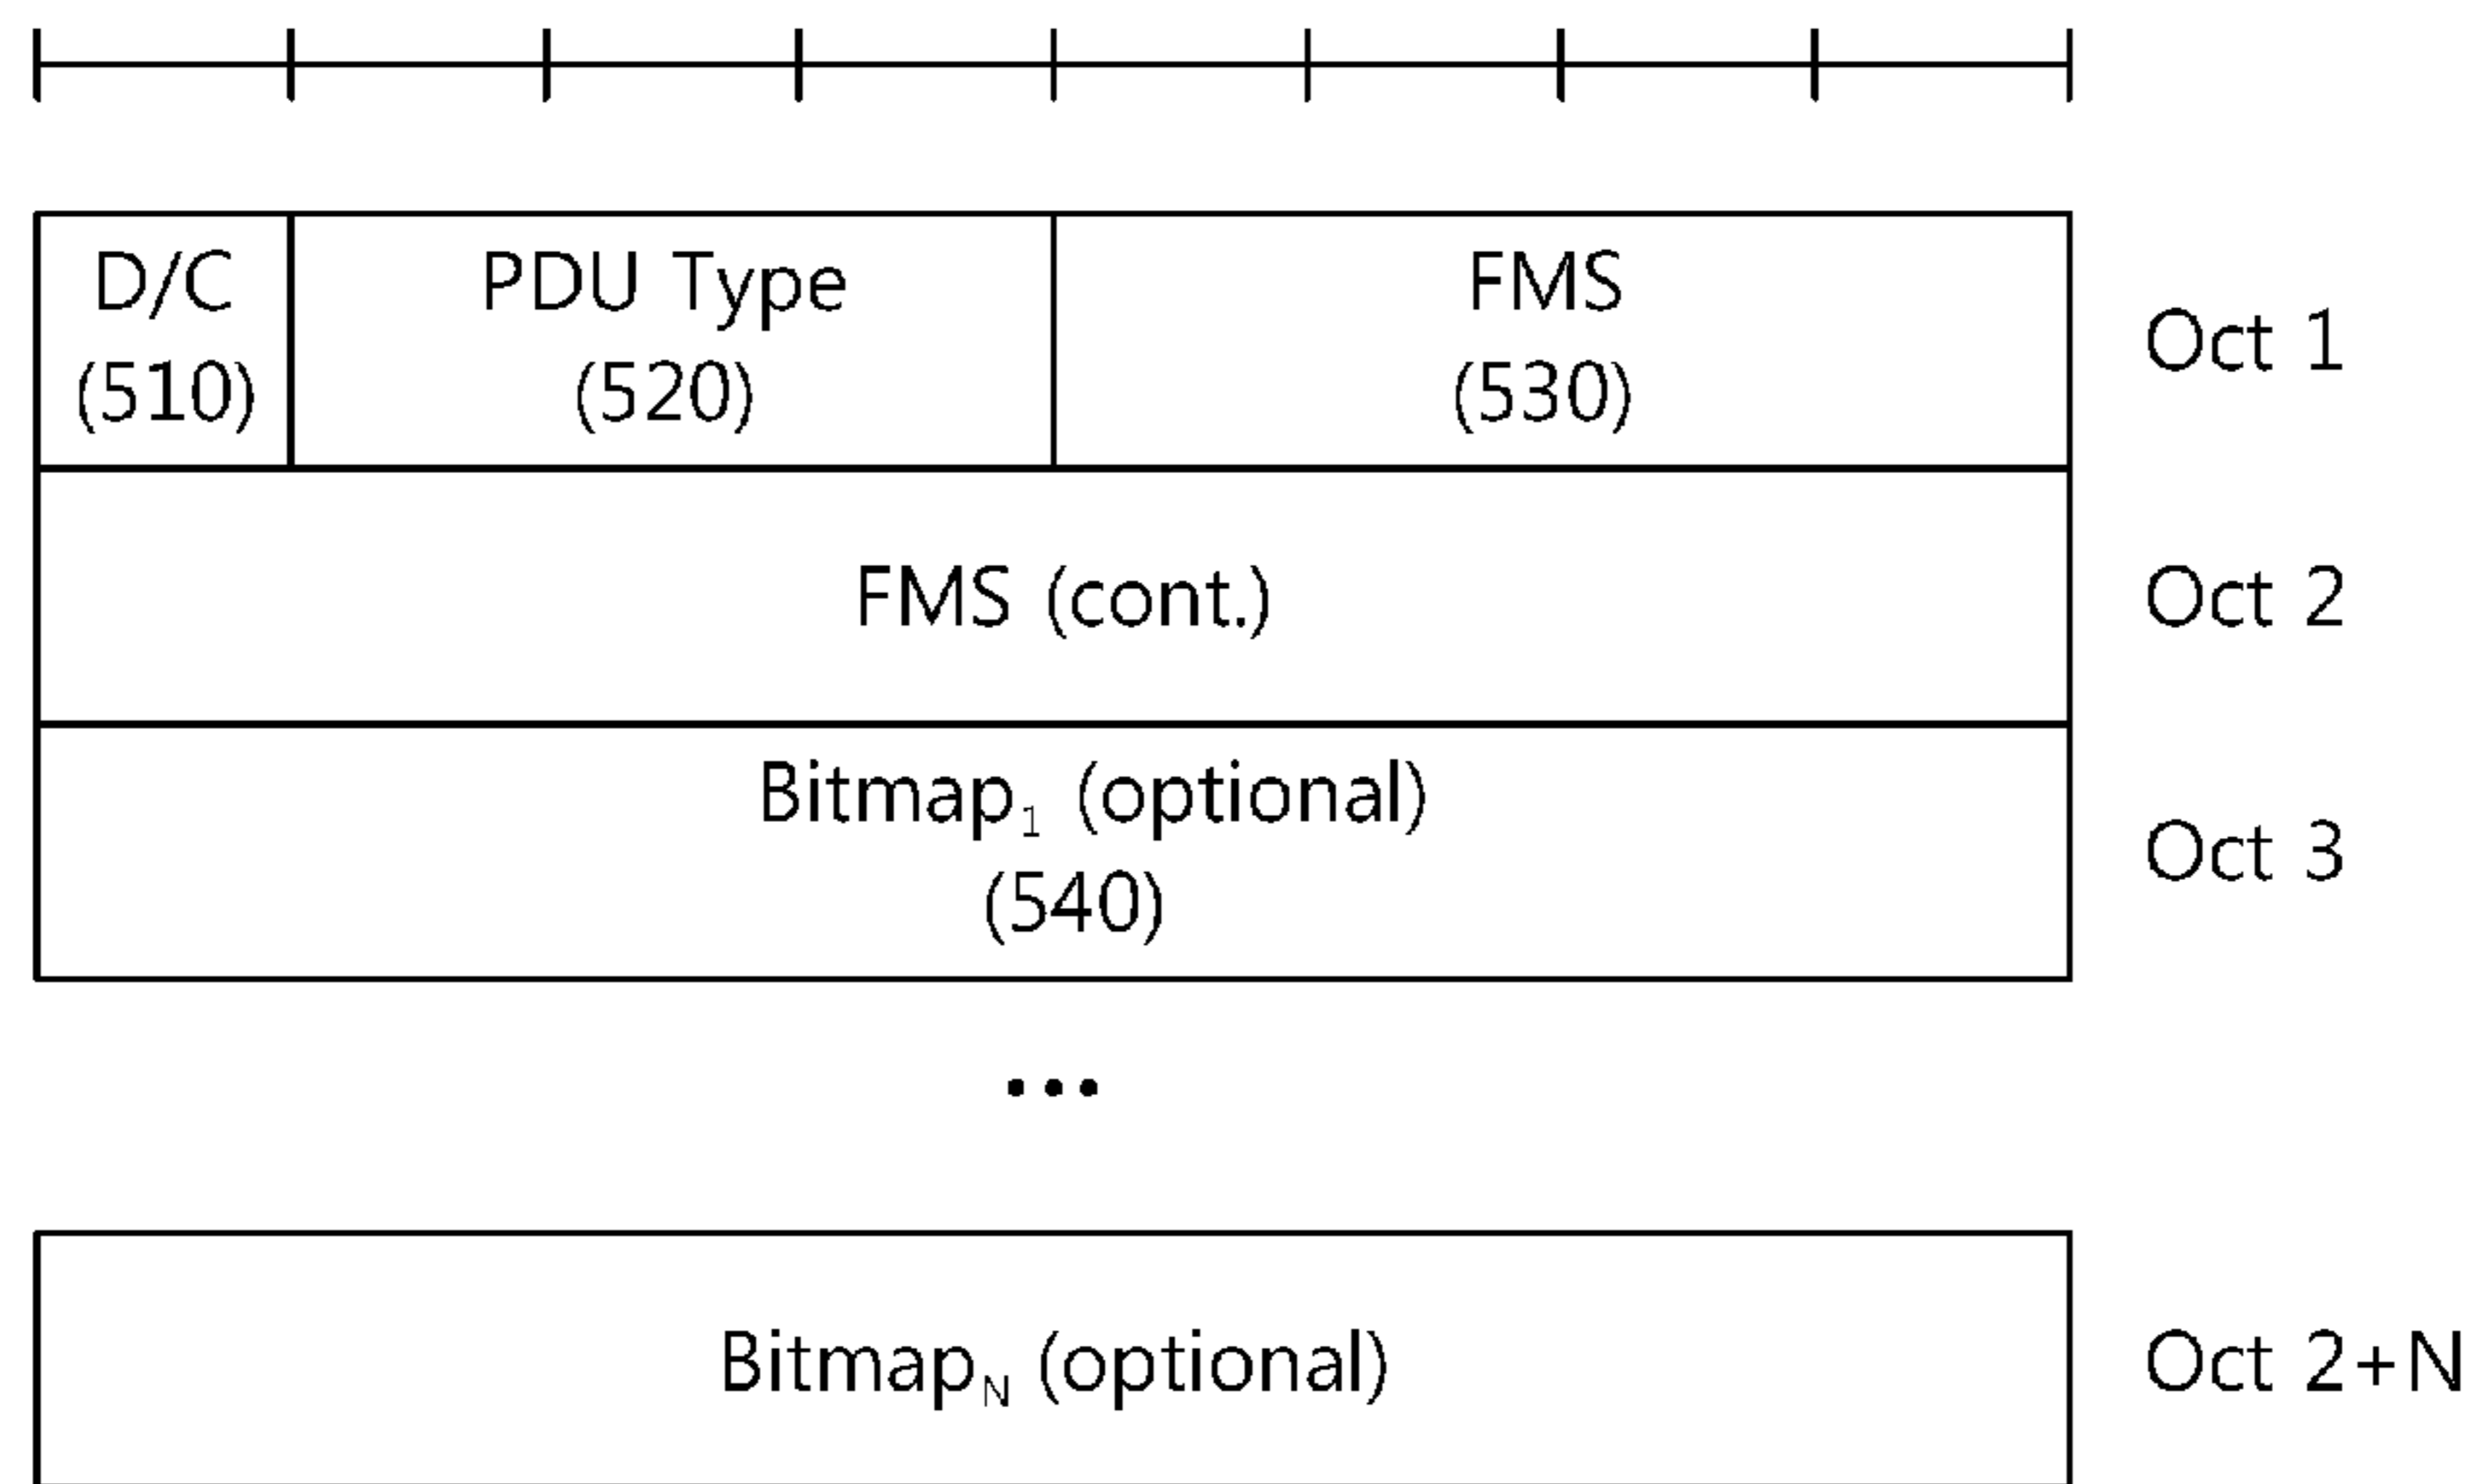 D/C PDU Type FMS
(510) (520) (530) Oct 1
FMS (cont.) Oct 2
Bitmap₁ (optional)
(540) Oct 3
...
Bitmap_N (optional) Oct 2+N